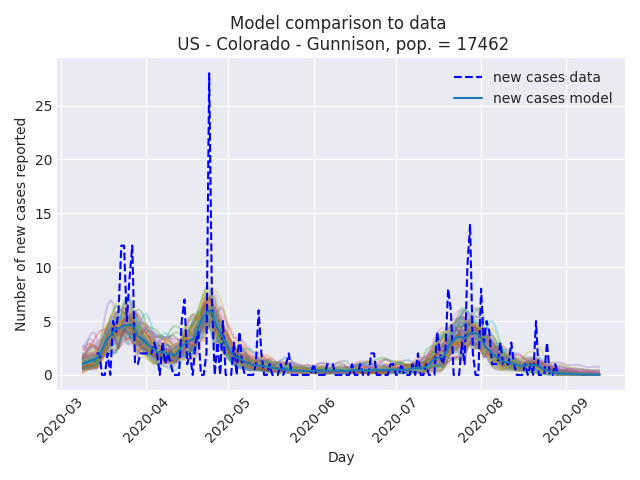 Model comparison to data
US - Colorado - Gunnison, pop. = 17462
new cases data
new cases model
Number of new cases reported
25
20
15
10
5
0
2020-03
2020-04
2020-05
2020-06
2020-07
2020-08
2020-09
Day